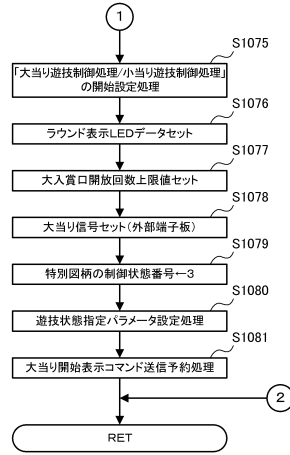 1
S1075
「大当り遊技制御処理/小当り遊技制御処理」
の開始設定処理
S1076
ラウンド表示LEDデータセット
S1077
大入賞口開放回数上限値セット
S1078
大当り信号セット(外部端子板)
S1079
特別図柄の制御状態番号←3
S1080
遊技状態指定パラメータ設定処理
S1081
大当り開始表示コマンド送信予約処理
2
RET